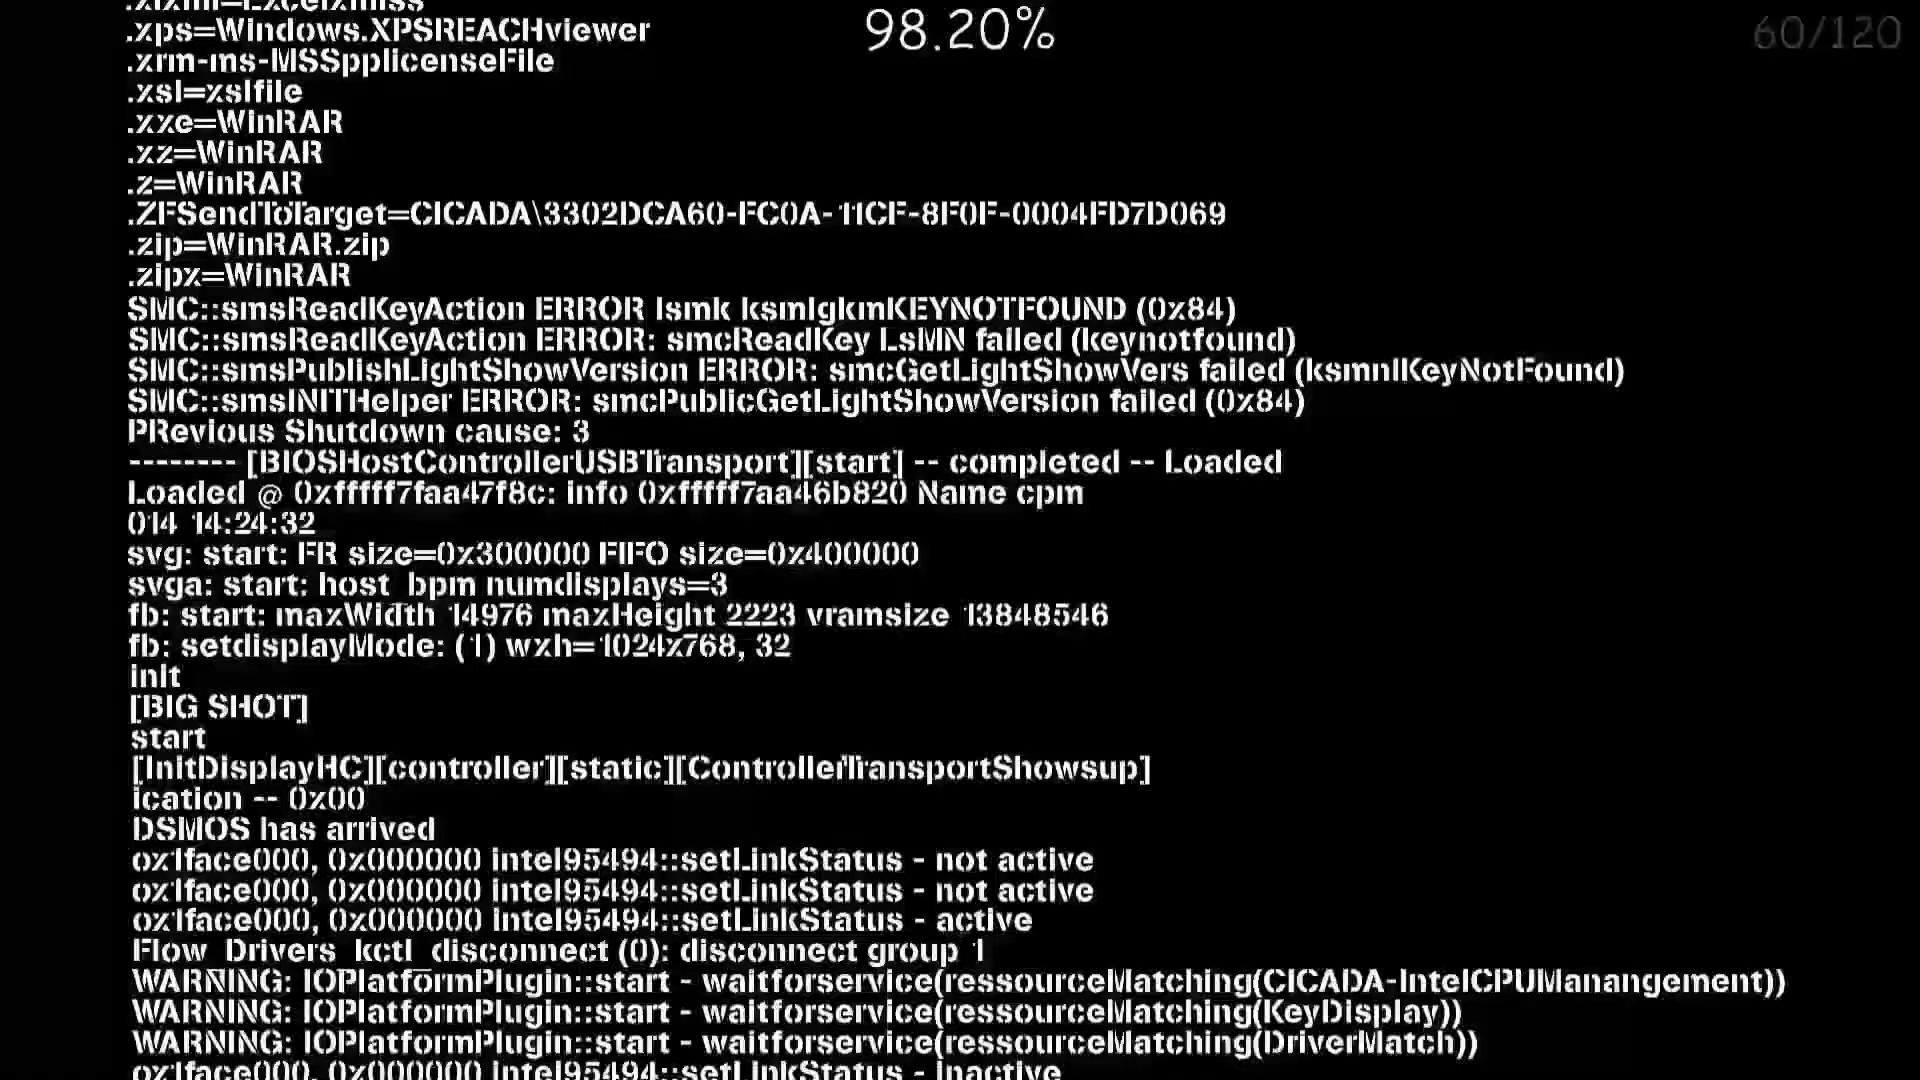 98.20%
60/120
.xps=Windows.XPSREACHviewer
.xrm-ms-MSSpplicenseFile
.xsl=xslfile
.xxe=WinRAR
.xz=WinRAR
.z=WinRAR
.ZFSendToTarget=CICADA\3302DCA60-FC0A-11CF-8F0F-0004FD7D069
.zip=WinRAR.zip
.zipx=WinRAR
SMC::smsReadKeyAction ERROR lsmk ksmlgkmKEYNOTFOUND (0x84)
SMC::smsReadKeyAction ERROR: smcReadKey LsMN failed (keynotfound)
SMC::smsPublishLightShowVersion ERROR: smcGetLightShowVers failed (ksmnlKeyNotFound)
SMC::smsINITHelper ERROR: smcPublicGetLightShowVersion failed (0x84)
PRevious Shutdown cause: 3
-------- [BIOSHostControllerUSBTransport][start] -- completed -- Loaded
Loaded @ 0xfffff7faa47f8c: info 0xfffff7aa46b820 Name cpm
014 14:24:32
svg: start: FR size=0x300000 FIFO size=0x400000
svga: start: host_bpm numdisplays=3
fb: start: maxWidth 14976 maxHeight 2223 vramsize 13848546
fb: setdisplayMode: (1) wxh=1024x768, 32
init
[BIG SHOT]
start
[InitDisplayHC][controller][static][ControllerTransportShowsup]
ication -- 0x00
DSMOS has arrived
ox1face000, 0x000000 intel95494::setLinkStatus - not active
ox1face000, 0x000000 intel95494::setLinkStatus - not active
ox1face000, 0x000000 intel95494::setLinkStatus - active
Flow_Drivers_kctl_disconnect (0): disconnect group 1
WARNING: IOPlatformPlugin::start - waitforservice(ressourceMatching(CICADA-IntelCPUManangement))
WARNING: IOPlatformPlugin::start - waitforservice(ressourceMatching(KeyDisplay))
WARNING: IOPlatformPlugin::start - waitforservice(ressourceMatching(DriverMatch))
ox1face000, 0x000000 intel95494::setLinkStatus - inactive